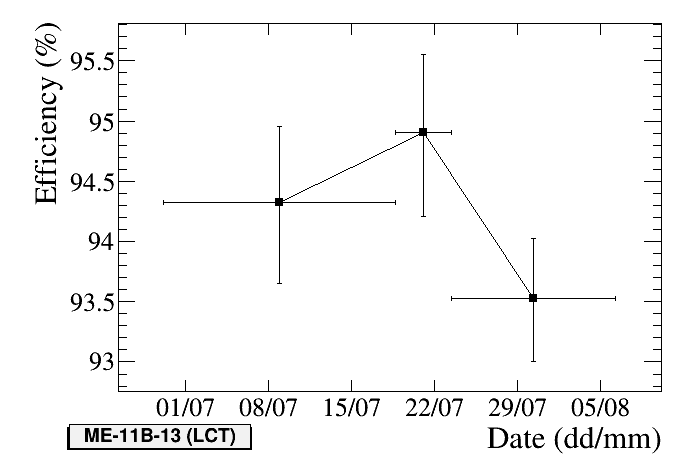 Efficiency (%)
95.5
95
94.5
94
93.5
93
01/07 08/07 15/07 22/07 29/07 05/08
ME-11B-13 (LCT)
Date (dd/mm)